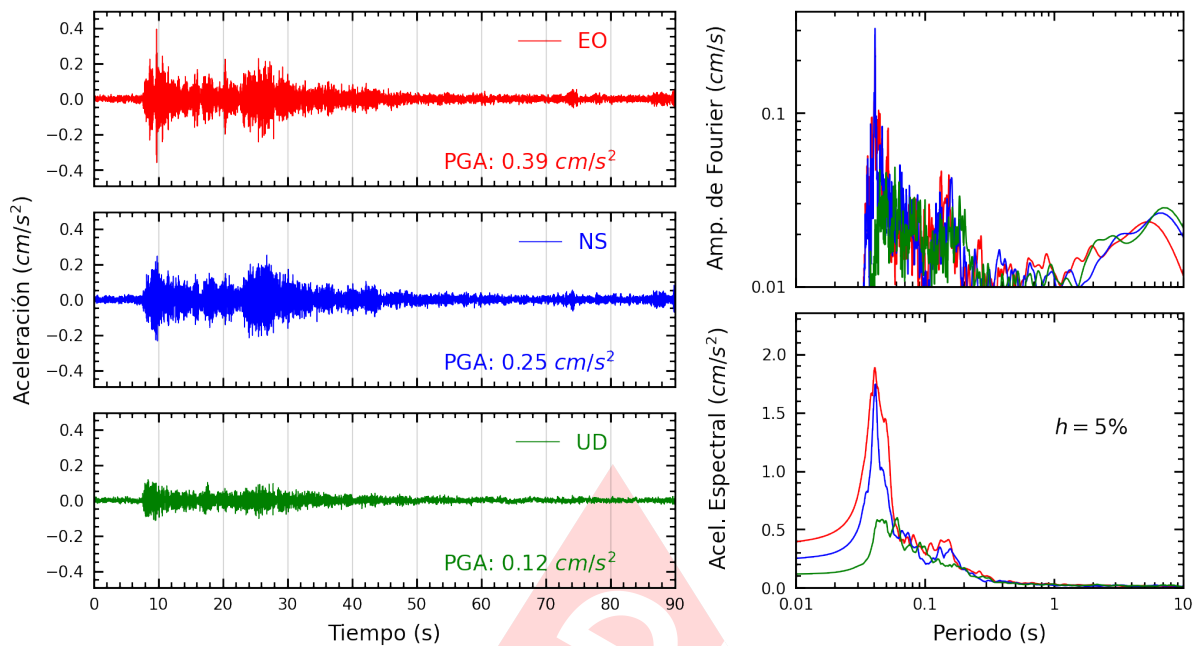 Aceleración (cm/s²)
0.4
0.2
0.0
−0.2
−0.4
EO
PGA: 0.39 cm/s²
0.4
0.2
0.0
−0.2
−0.4
NS
PGA: 0.25 cm/s²
0.4
0.2
0.0
−0.2
−0.4
UD
PGA: 0.12 cm/s²
0 10 20 30 40 50 60 70 80 90
Tiempo (s)
Amp. de Fourier (cm/s)
0.1
0.01
Acel. Espectral (cm/s²)
2.0
1.5
1.0
0.5
0.0
h = 5%
0.01 0.1 1 10
Periodo (s)